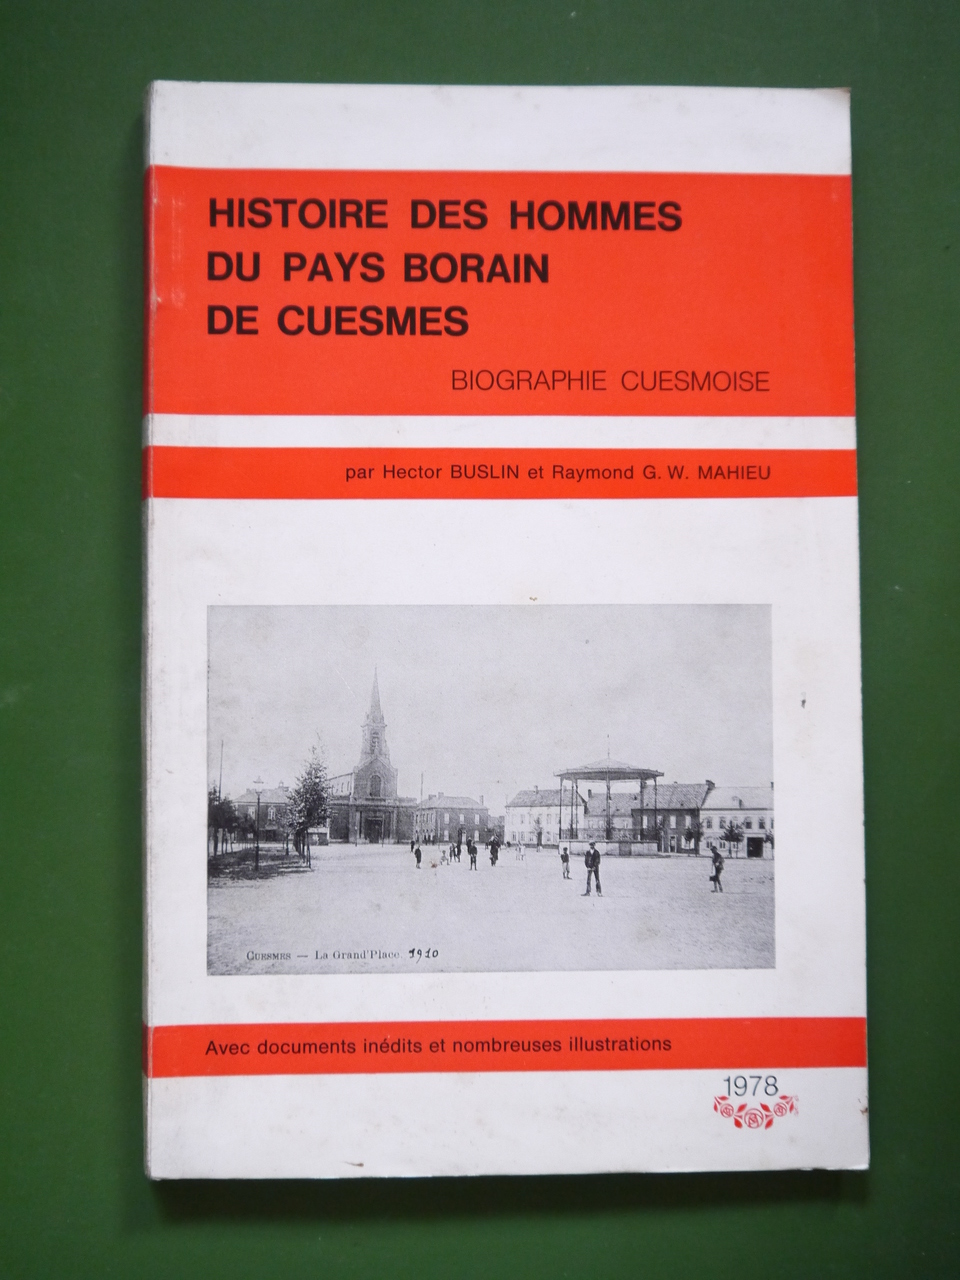 HISTOIRE DES HOMMES
DU PAYS BORAIN
DE CUESMES
BIOGRAPHIE CUESMOISE
par Hector BUSLIN et Raymond G. W. MAHIEU
CUESMES — La Grand'Place. 1910
Avec documents inédits et nombreuses illustrations
1978